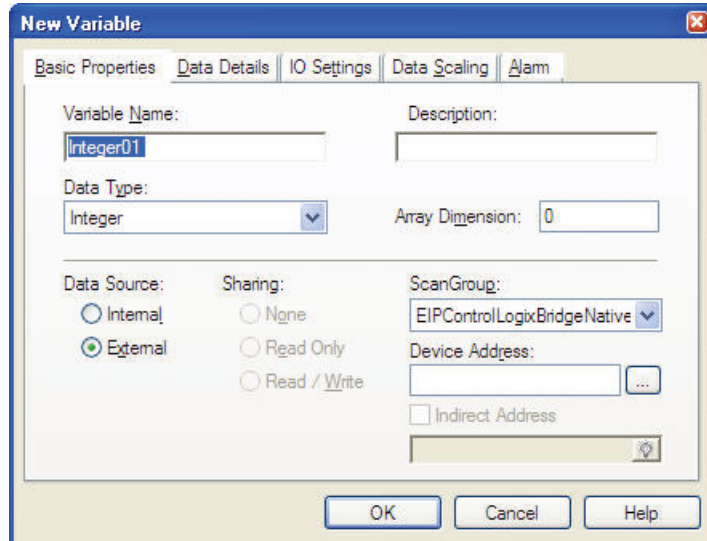 New Variable
Basic Properties Data Details IO Settings Data Scaling Alarm
Variable Name: Description:
Integer01
Data Type:
Integer Array Dimension: 0
Data Source: Sharing: ScanGroup:
Internal None EIPControlLogixBridgeNative
External Read Only Device Address:
Read / Write ...
Indirect Address
OK Cancel Help